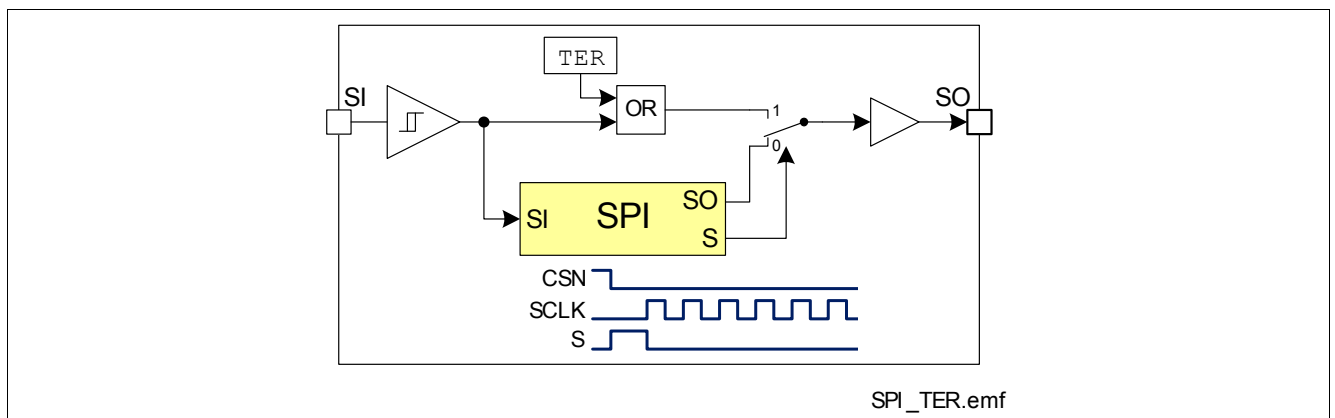 TER
SI
OR
1
SO
0
SI
SPI
SO
S
CSN
SCLK
S
SPI_TER.emf